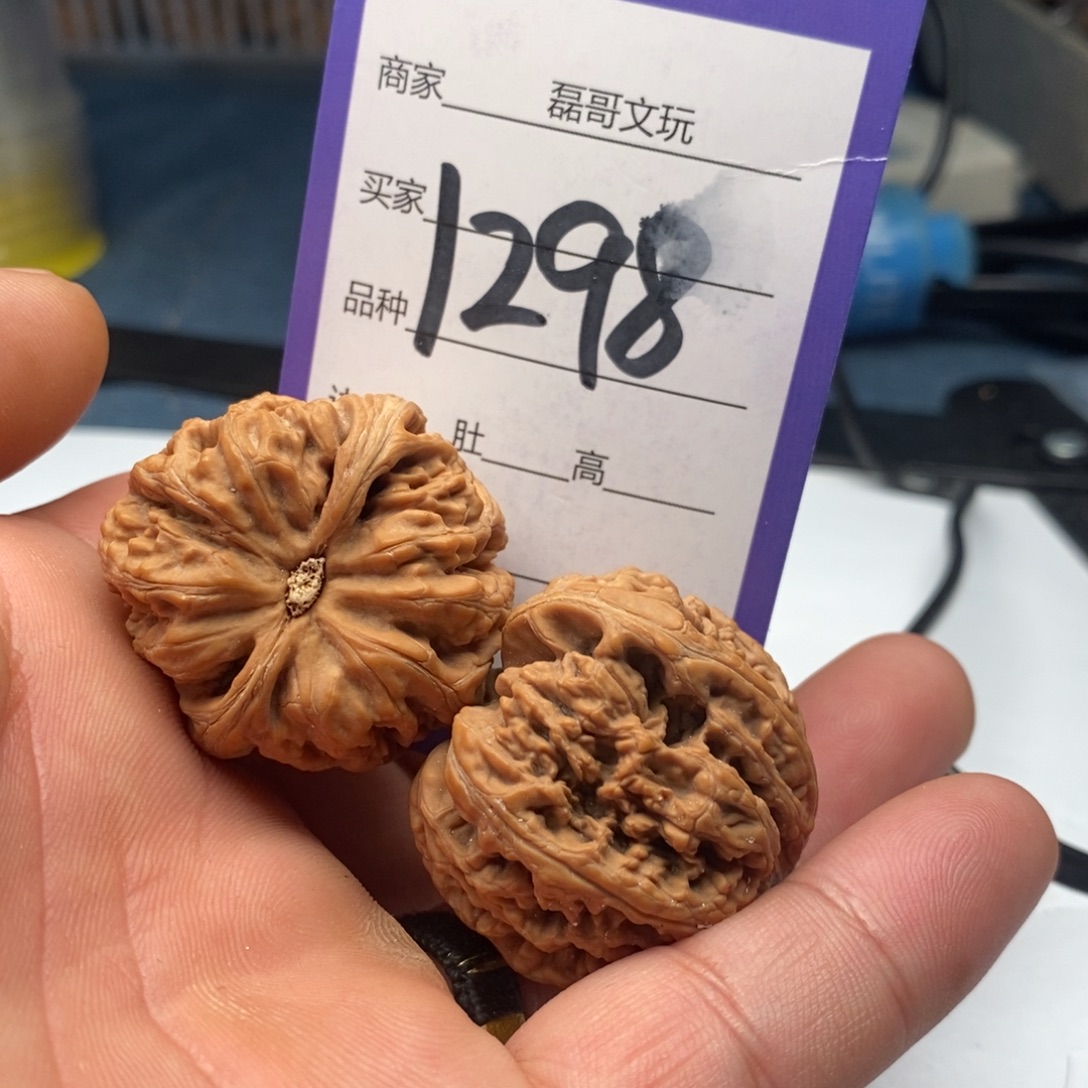 商家 磊哥文玩
买家
1298
品种
肚 高